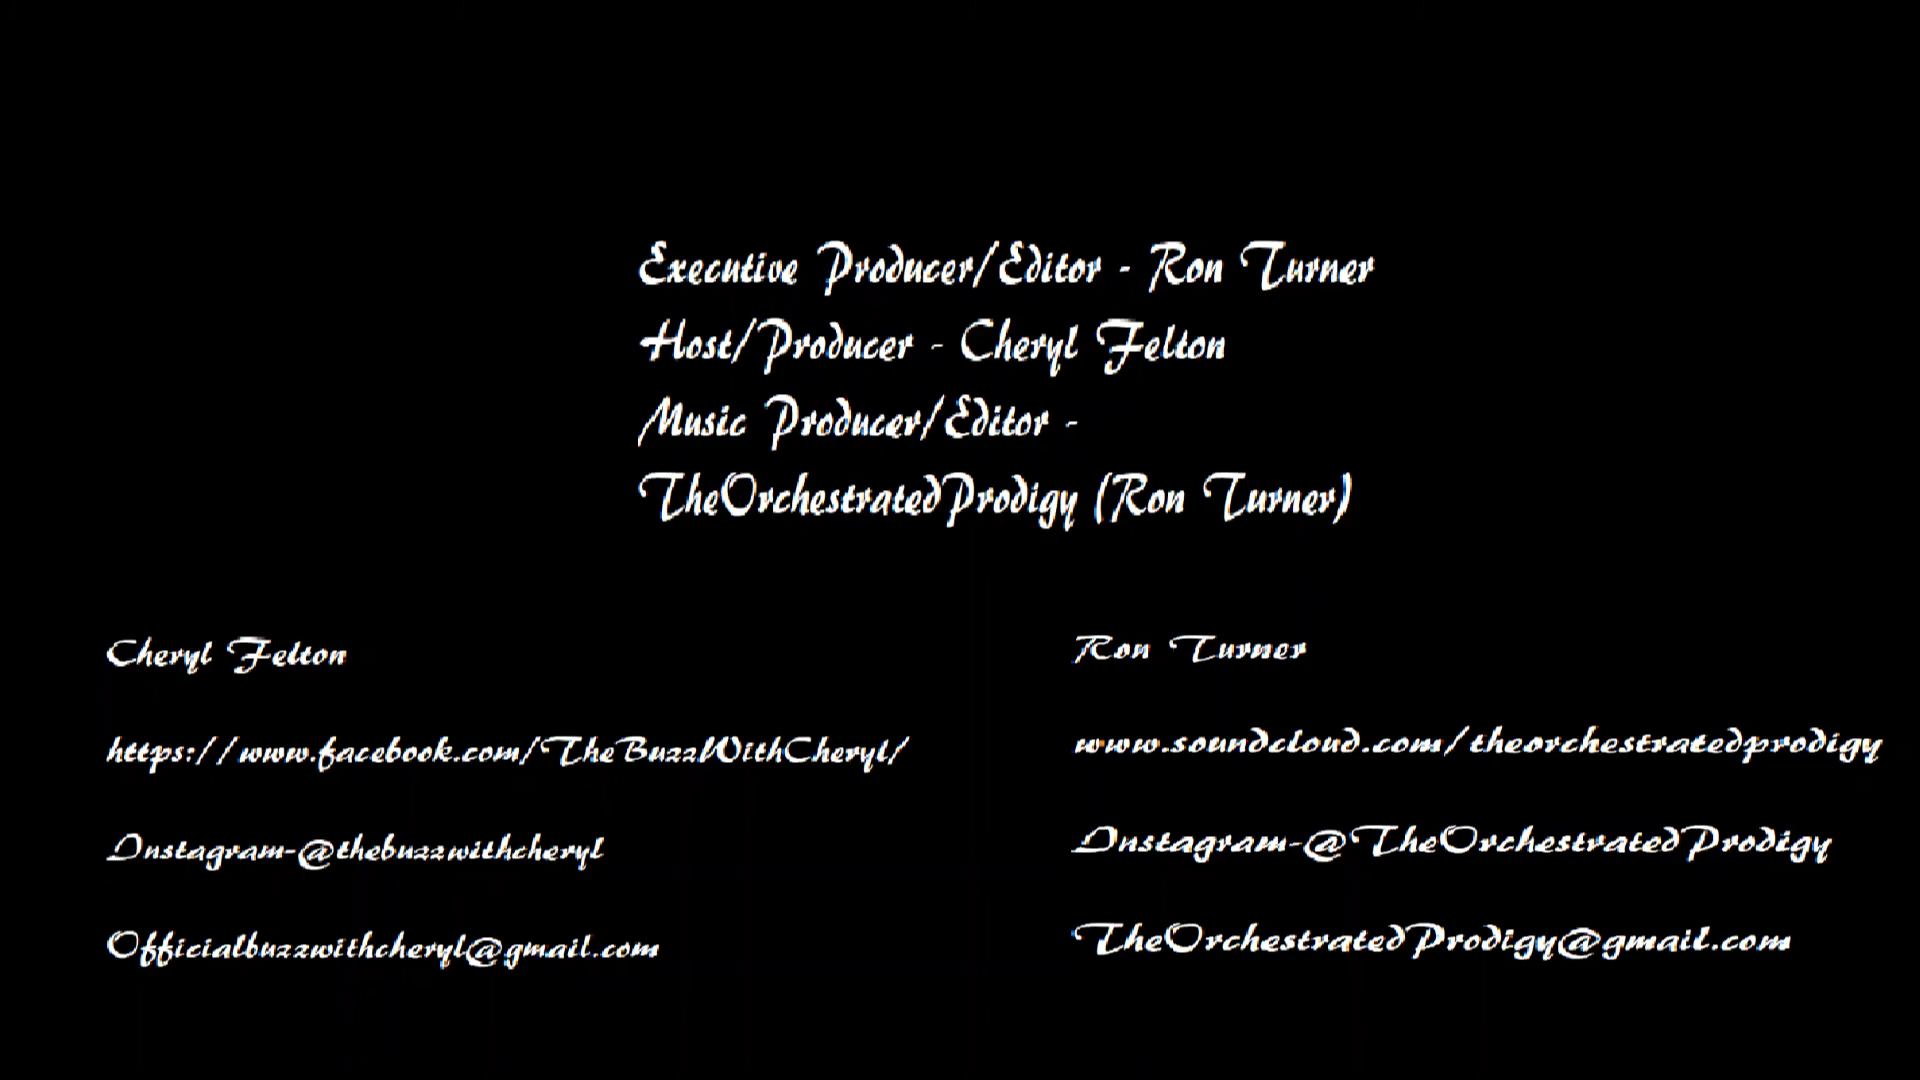 Executive Producer/Editor - Ron Turner
Host/Producer - Cheryl Felton
Music Producer/Editor -
TheOrchestratedProdigy (Ron Turner)
Cheryl Felton
https://www.facebook.com/TheBuzzWithCheryl/
Instagram-@thebuzzwithcheryl
Officialbuzzwithcheryl@gmail.com
Ron Turner
www.soundcloud.com/theorchestratedprodigy
Instagram-@TheOrchestratedProdigy
TheOrchestratedProdigy@gmail.com